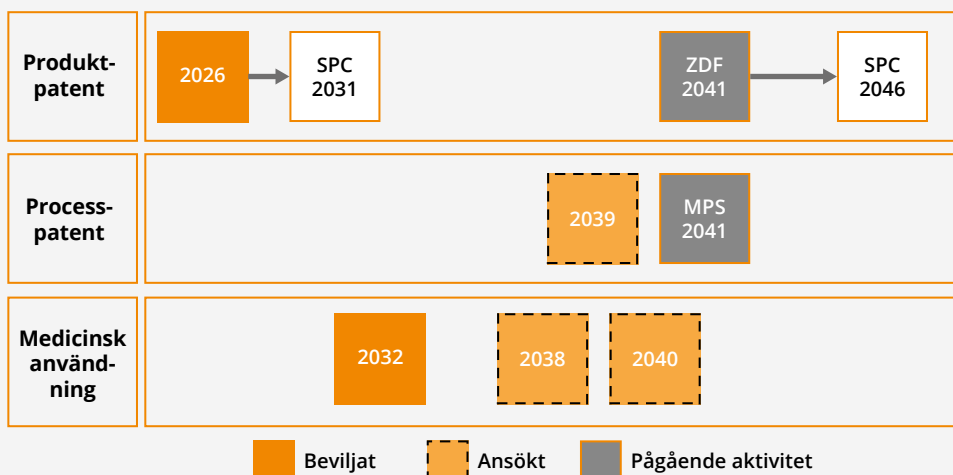 Produkt-
patent
2026
SPC
2031
ZDF
2041
SPC
2046
Process-
patent
2039
MPS
2041
Medicinsk
använd-
ning
2032
2038
2040
Beviljat
Ansökt
Pågående aktivitet